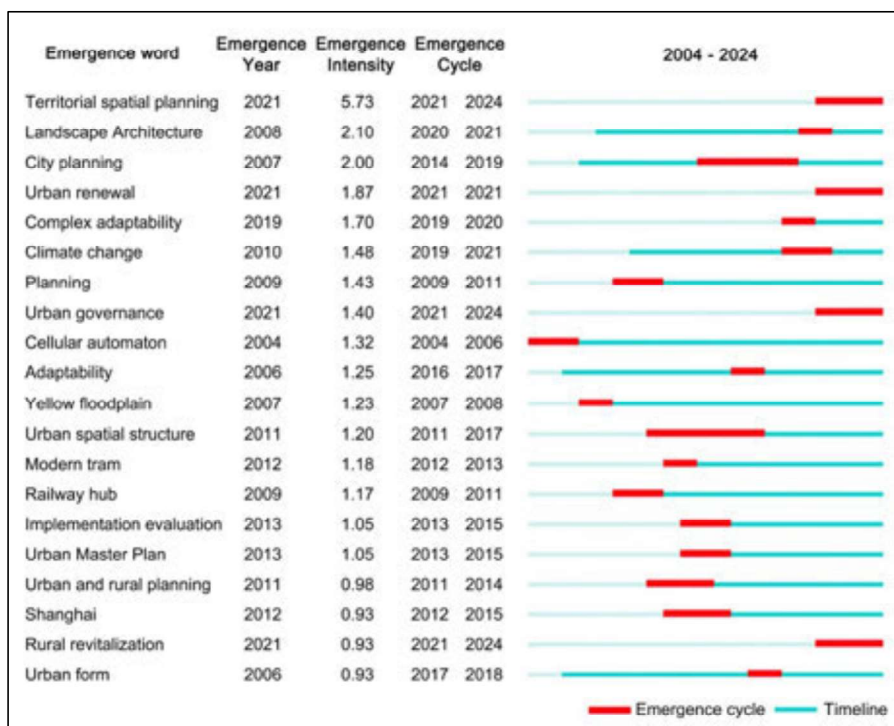 Emergence word Emergence Year Emergence Intensity Emergence Cycle 2004 - 2024
Territorial spatial planning 2021 5.73 2021 2024
Landscape Architecture 2008 2.10 2020 2021
City planning 2007 2.00 2014 2019
Urban renewal 2021 1.87 2021 2021
Complex adaptability 2019 1.70 2019 2020
Climate change 2010 1.48 2019 2021
Planning 2009 1.43 2009 2011
Urban governance 2021 1.40 2021 2024
Cellular automaton 2004 1.32 2004 2006
Adaptability 2006 1.25 2016 2017
Yellow floodplain 2007 1.23 2007 2008
Urban spatial structure 2011 1.20 2011 2017
Modern tram 2012 1.18 2012 2013
Railway hub 2009 1.17 2009 2011
Implementation evaluation 2013 1.05 2013 2015
Urban Master Plan 2013 1.05 2013 2015
Urban and rural planning 2011 0.98 2011 2014
Shanghai 2012 0.93 2012 2015
Rural revitalization 2021 0.93 2021 2024
Urban form 2006 0.93 2017 2018
Emergence cycle Timeline